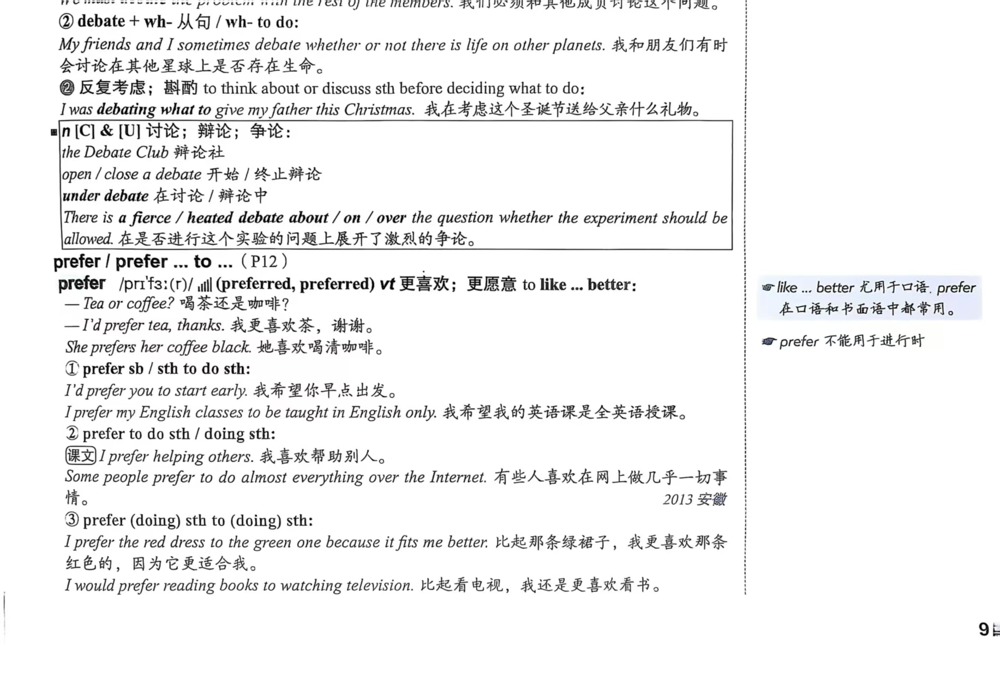 We must debate the problem with the rest of the members. 我们必须和其他成员讨论这个问题。
② debate + wh- 从句 / wh- to do:
My friends and I sometimes debate whether or not there is life on other planets. 我和朋友们有时
会讨论在其他星球上是否存在生命。
❷ 反复考虑；斟酌 to think about or discuss sth before deciding what to do:
I was debating what to give my father this Christmas. 我在考虑这个圣诞节送给父亲什么礼物。
n [C] & [U] 讨论；辩论；争论：
the Debate Club 辩论社
open / close a debate 开始 / 终止辩论
under debate 在讨论 / 辩论中
There is a fierce / heated debate about / on / over the question whether the experiment should be
allowed. 在是否进行这个实验的问题上展开了激烈的争论。
prefer / prefer ... to ...（P12）
prefer /prɪˈfɜː(r)/ (preferred, preferred) vt 更喜欢；更愿意 to like ... better:
— Tea or coffee? 喝茶还是咖啡?
— I'd prefer tea, thanks. 我更喜欢茶，谢谢。
She prefers her coffee black. 她喜欢喝清咖啡。
① prefer sb / sth to do sth:
I'd prefer you to start early. 我希望你早点出发。
I prefer my English classes to be taught in English only. 我希望我的英语课是全英语授课。
② prefer to do sth / doing sth:
课文 I prefer helping others. 我喜欢帮助别人。
Some people prefer to do almost everything over the Internet. 有些人喜欢在网上做几乎一切事
情。 2013 安徽
③ prefer (doing) sth to (doing) sth:
I prefer the red dress to the green one because it fits me better. 比起那条绿裙子，我更喜欢那条
红色的，因为它更适合我。
I would prefer reading books to watching television. 比起看电视，我还是更喜欢看书。
☞ like ... better 尤用于口语, prefer
在口语和书面语中都常用。
☞ prefer 不能用于进行时
9